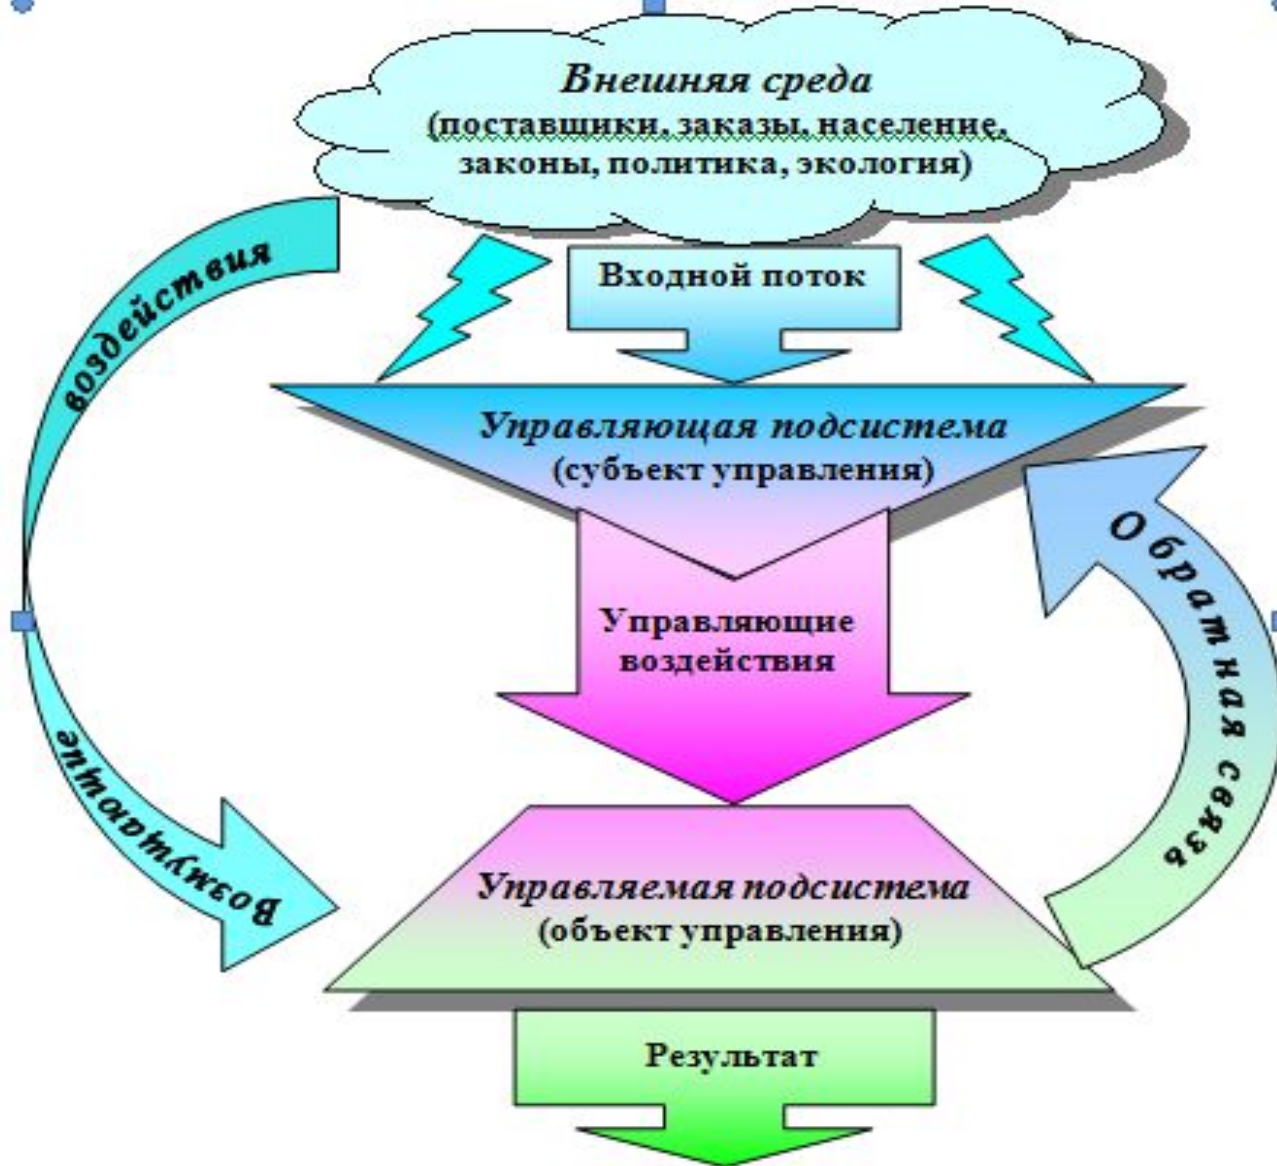 Внешняя среда
(поставщики, заказы, население,
законы, политика, экология)
Входной поток
Возмущающие воздействия
Управляющая подсистема
(субъект управления)
Управляющие
воздействия
Обратная связь
Управляемая подсистема
(объект управления)
Результат